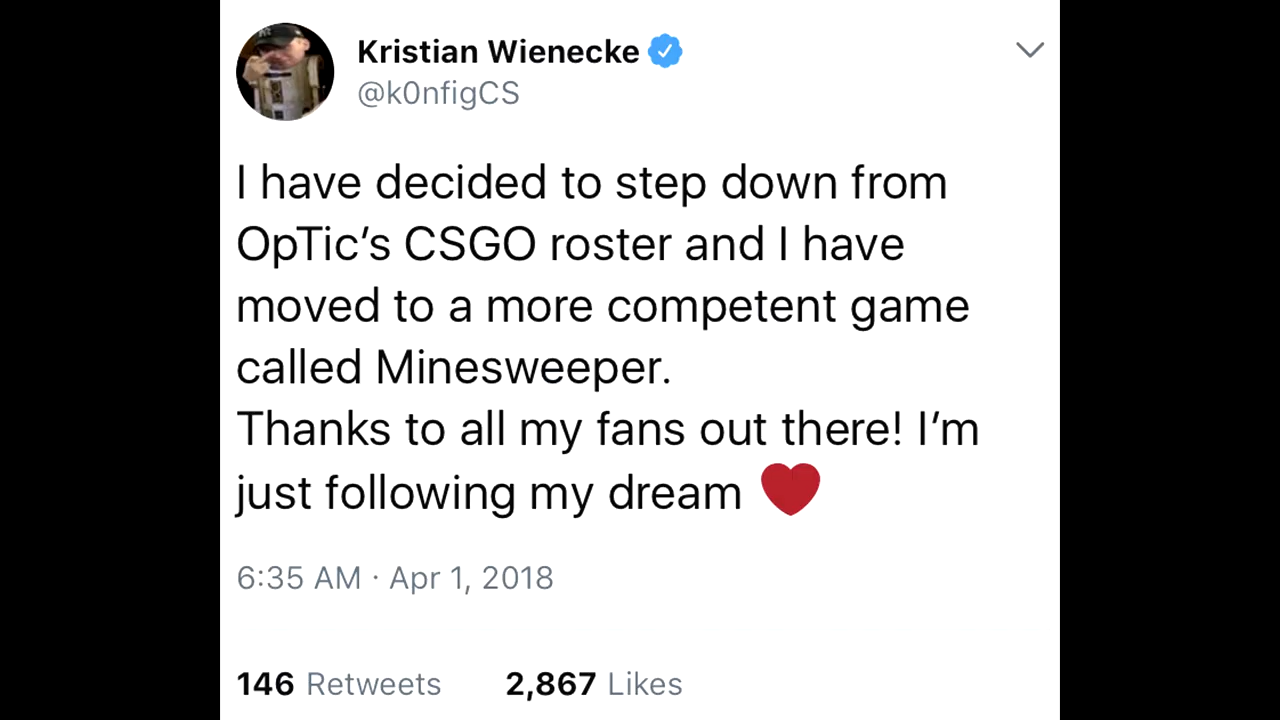 Kristian Wienecke
@k0nfigCS
I have decided to step down from
OpTic’s CSGO roster and I have
moved to a more competent game
called Minesweeper.
Thanks to all my fans out there! I’m
just following my dream ❤️
6:35 AM · Apr 1, 2018
146 Retweets 2,867 Likes